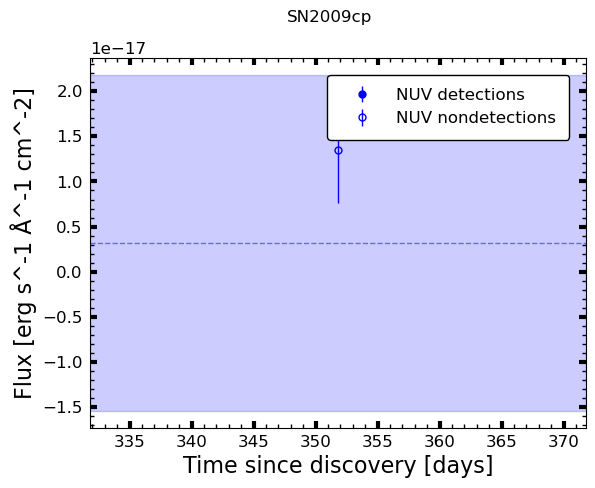 SN2009cp
1e−17
NUV detections
NUV nondetections
2.0
1.5
1.0
0.5
0.0
−0.5
−1.0
−1.5
Flux [erg s^-1 Å^-1 cm^-2]
335 340 345 350 355 360 365 370
Time since discovery [days]